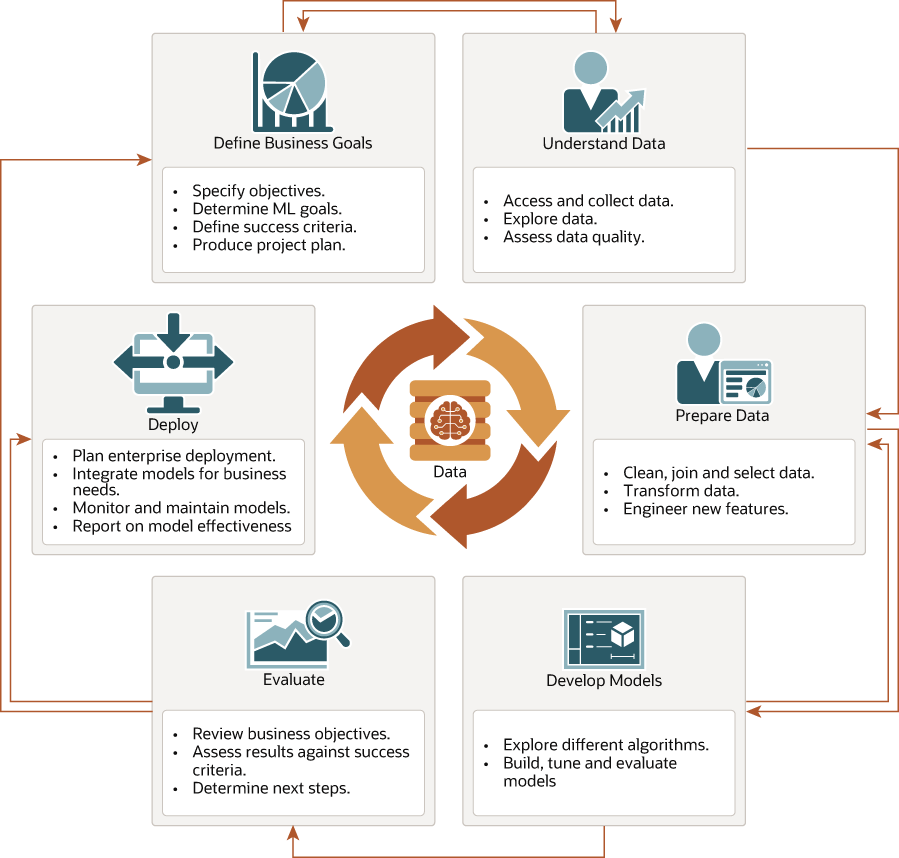 Define Business Goals
• Specify objectives.
• Determine ML goals.
• Define success criteria.
• Produce project plan.
Understand Data
• Access and collect data.
• Explore data.
• Assess data quality.
Deploy
• Plan enterprise deployment.
• Integrate models for business
needs.
• Monitor and maintain models.
• Report on model effectiveness
Data
Prepare Data
• Clean, join and select data.
• Transform data.
• Engineer new features.
Evaluate
• Review business objectives.
• Assess results against success
criteria.
• Determine next steps.
Develop Models
• Explore different algorithms.
• Build, tune and evaluate
models